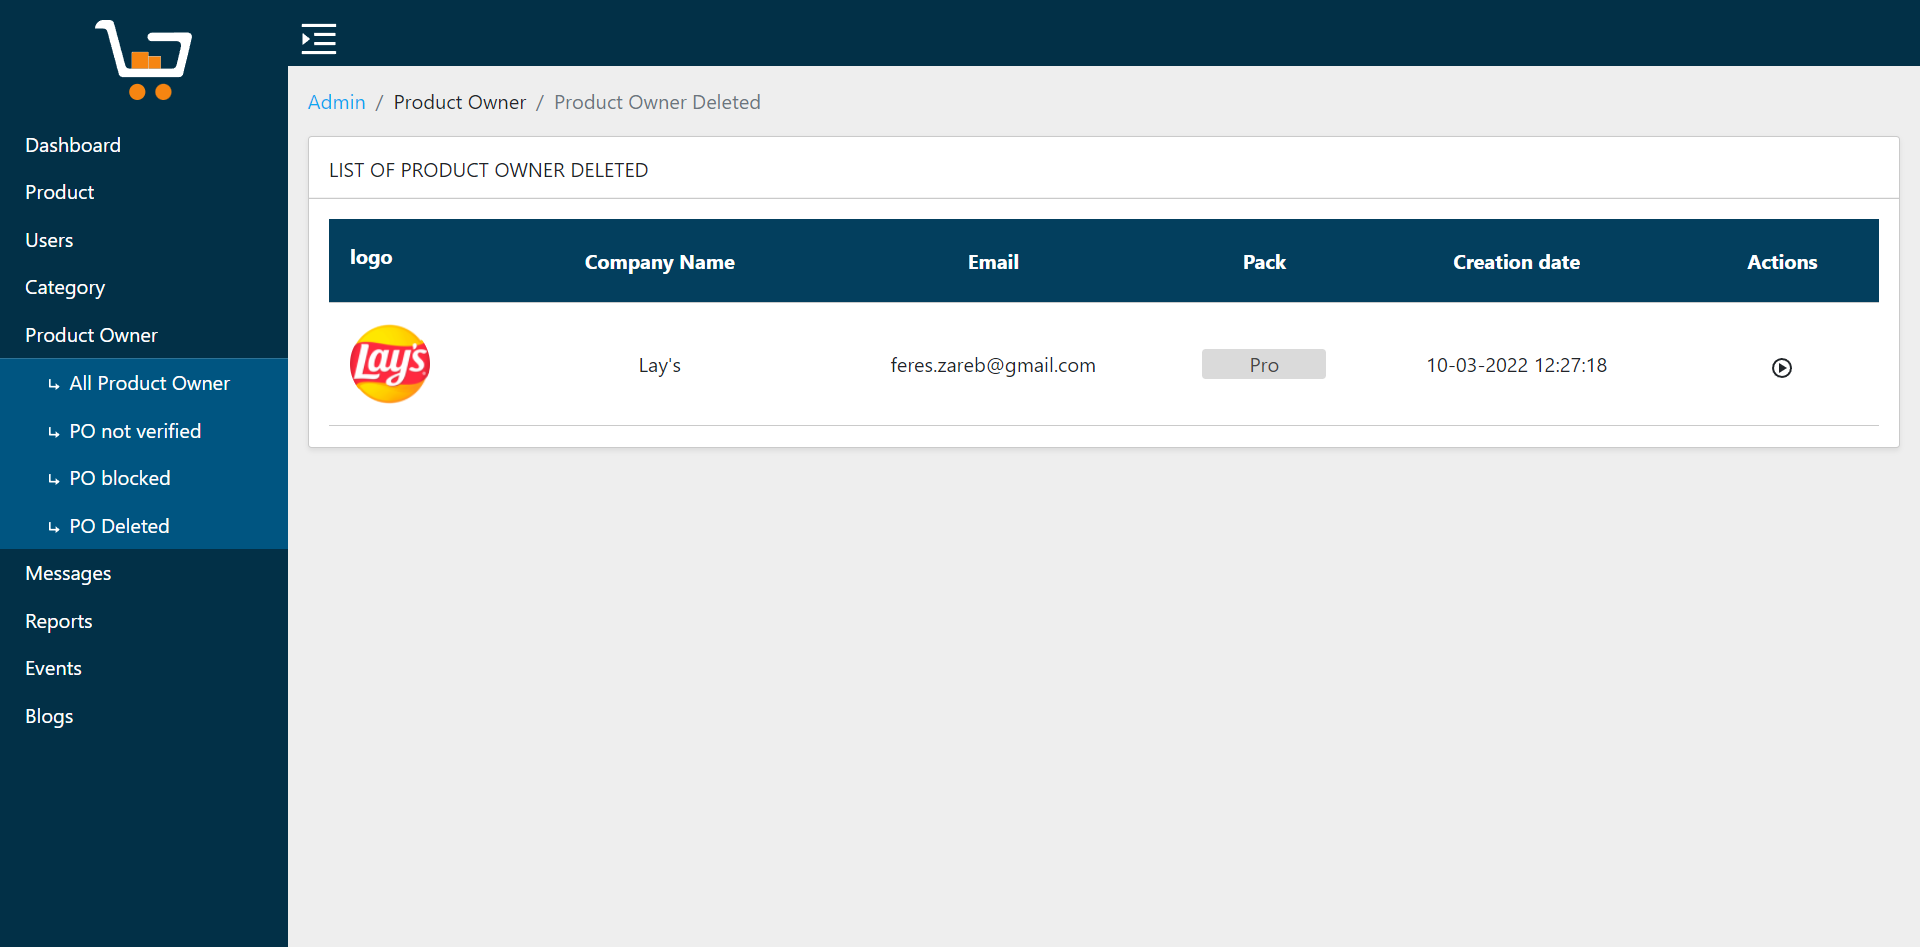 Dashboard
Product
Users
Category
Product Owner
All Product Owner
PO not verified
PO blocked
PO Deleted
Messages
Reports
Events
Blogs
Admin / Product Owner / Product Owner Deleted
LIST OF PRODUCT OWNER DELETED
logo Company Name Email Pack Creation date Actions
Lay's Lay's feres.zareb@gmail.com Pro 10-03-2022 12:27:18